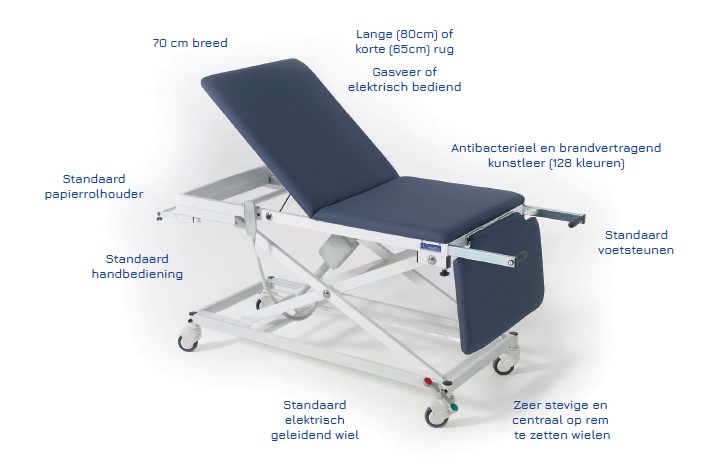 70 cm breed
Lange (80cm) of
korte (65cm) rug
Gasveer of
elektrisch bediend
Antibacterieel en brandvertragend
kunstleer (128 kleuren)
Standaard
papierrolhouder
Standaard
voetsteunen
Standaard
handbediening
Standaard
elektrisch
geleidend wiel
Zeer stevige en
centraal op rem
te zetten wielen